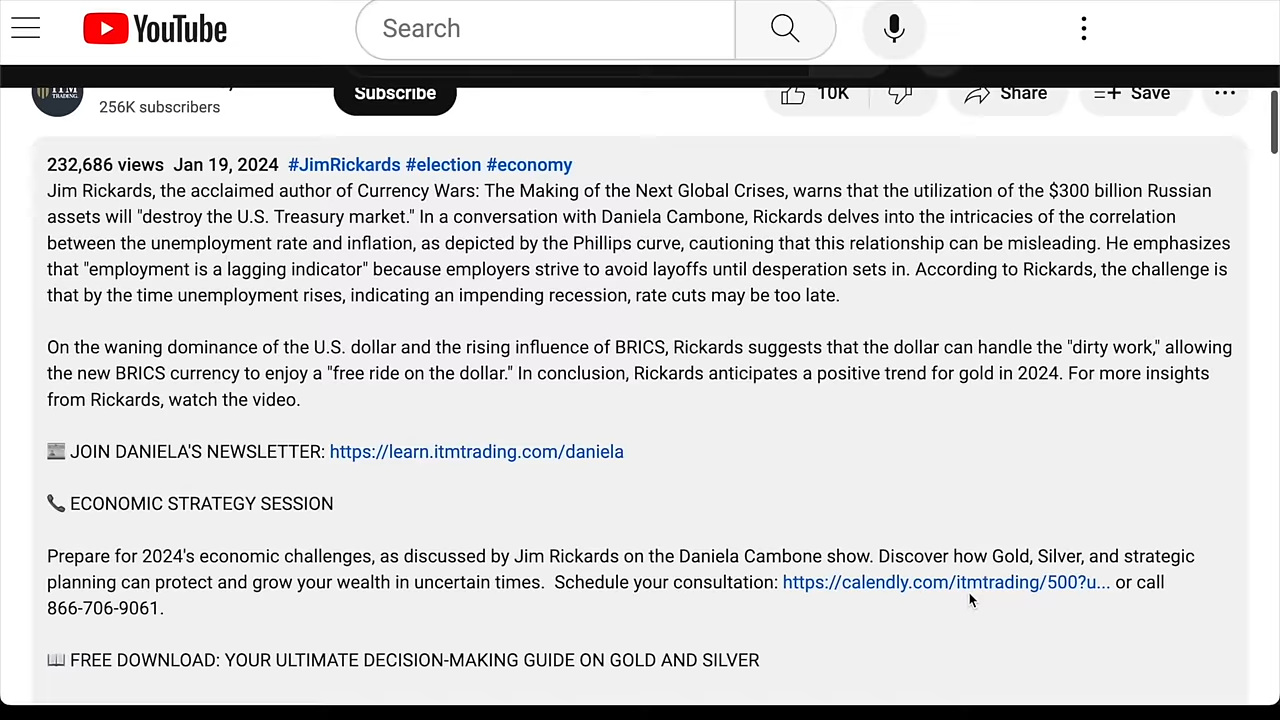 YouTube
Search
ITM
TRADING
256K subscribers
Subscribe
10K
Share
Save
232,686 views Jan 19, 2024 #JimRickards #election #economy
Jim Rickards, the acclaimed author of Currency Wars: The Making of the Next Global Crises, warns that the utilization of the $300 billion Russian
assets will "destroy the U.S. Treasury market." In a conversation with Daniela Cambone, Rickards delves into the intricacies of the correlation
between the unemployment rate and inflation, as depicted by the Phillips curve, cautioning that this relationship can be misleading. He emphasizes
that "employment is a lagging indicator" because employers strive to avoid layoffs until desperation sets in. According to Rickards, the challenge is
that by the time unemployment rises, indicating an impending recession, rate cuts may be too late.
On the waning dominance of the U.S. dollar and the rising influence of BRICS, Rickards suggests that the dollar can handle the "dirty work," allowing
the new BRICS currency to enjoy a "free ride on the dollar." In conclusion, Rickards anticipates a positive trend for gold in 2024. For more insights
from Rickards, watch the video.
JOIN DANIELA'S NEWSLETTER: https://learn.itmtrading.com/daniela
ECONOMIC STRATEGY SESSION
Prepare for 2024's economic challenges, as discussed by Jim Rickards on the Daniela Cambone show. Discover how Gold, Silver, and strategic
planning can protect and grow your wealth in uncertain times. Schedule your consultation: https://calendly.com/itmtrading/500?u... or call
866-706-9061.
FREE DOWNLOAD: YOUR ULTIMATE DECISION-MAKING GUIDE ON GOLD AND SILVER